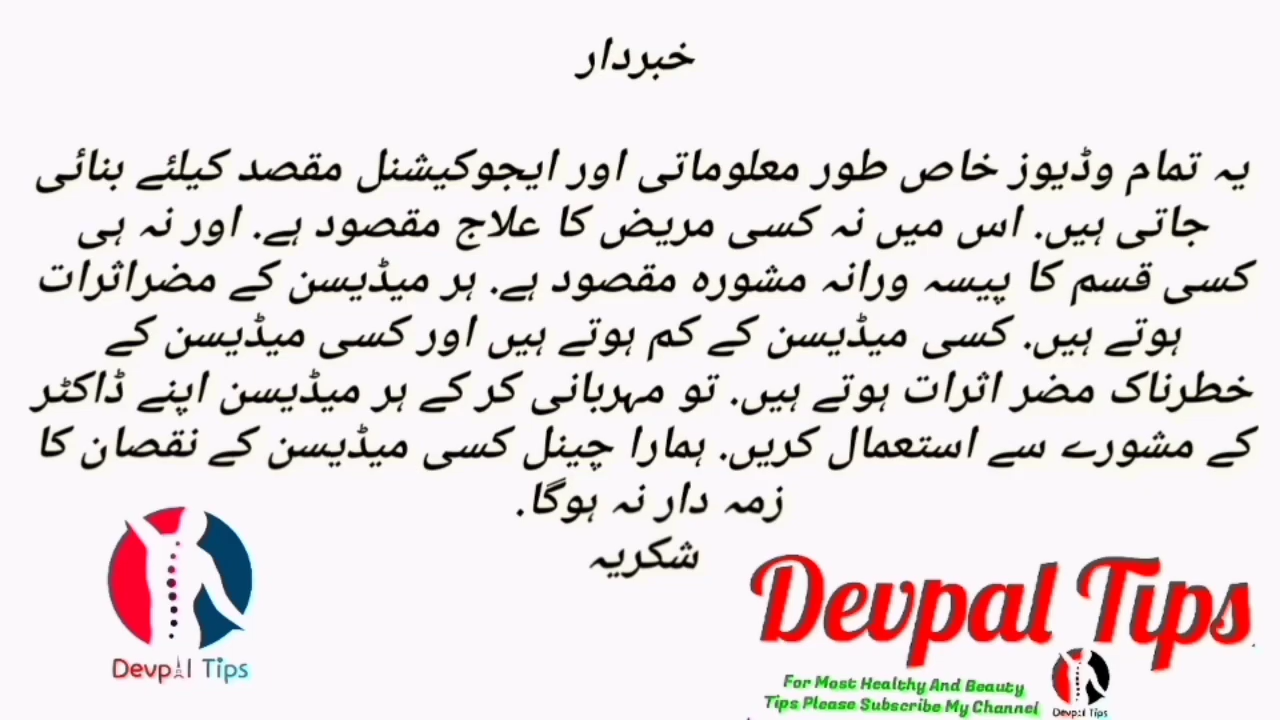 خبردار
یہ تمام وڈیوز خاص طور معلوماتی اور ایجوکیشنل مقصد کیلئے بنائی
جاتی ہیں. اس میں نہ کسی مریض کا علاج مقصود ہے. اور نہ ہی
کسی قسم کا پیسہ ورانہ مشورہ مقصود ہے. ہر میڈیسن کے مضراثرات
ہوتے ہیں. کسی میڈیسن کے کم ہوتے ہیں اور کسی میڈیسن کے
خطرناک مضر اثرات ہوتے ہیں. تو مہربانی کر کے ہر میڈیسن اپنے ڈاکٹر
کے مشورے سے استعمال کریں. ہمارا چینل کسی میڈیسن کے نقصان کا
زمہ دار نہ ہوگا.
شکریہ
Devpal Tips
Devpal Tips
For Most Healthy And Beauty
Tips Please Subscribe My Channel
Devpal Tips